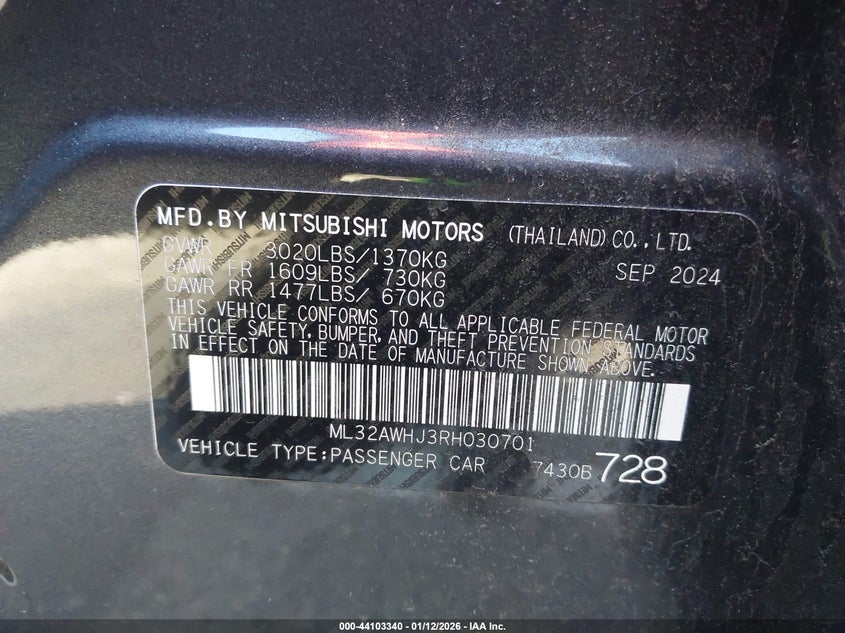 MFD.BY MITSUBISHI MOTORS (THAILAND) CO.,LTD.
GVWR 3020LBS/1370KG SEP 2024
GAWR FR 1609LBS/ 730KG
GAWR RR 1477LBS/ 670KG
THIS VEHICLE CONFORMS TO ALL APPLICABLE FEDERAL MOTOR
VEHICLE SAFETY, BUMPER, AND THEFT PREVENTION STANDARDS
IN EFFECT ON THE DATE OF MANUFACTURE SHOWN ABOVE.
ML32AWHJ3RH030701
VEHICLE TYPE:PASSENGER CAR 7430B 728
000-44103340 - 01/12/2026 - IAA Inc.